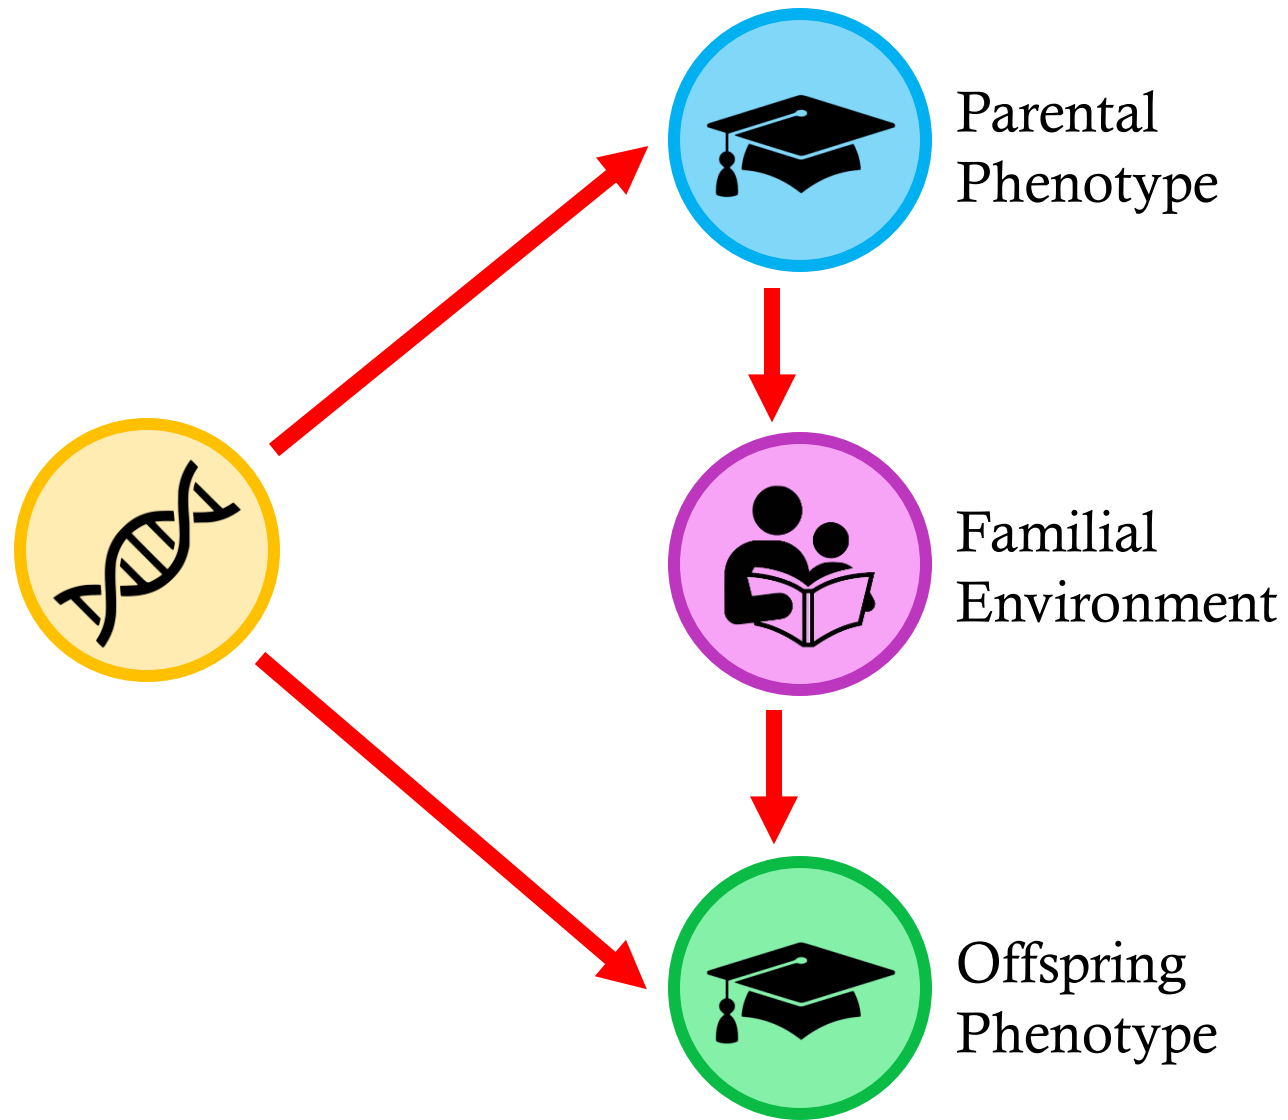 Parental
Phenotype
Familial
Environment
Offspring
Phenotype